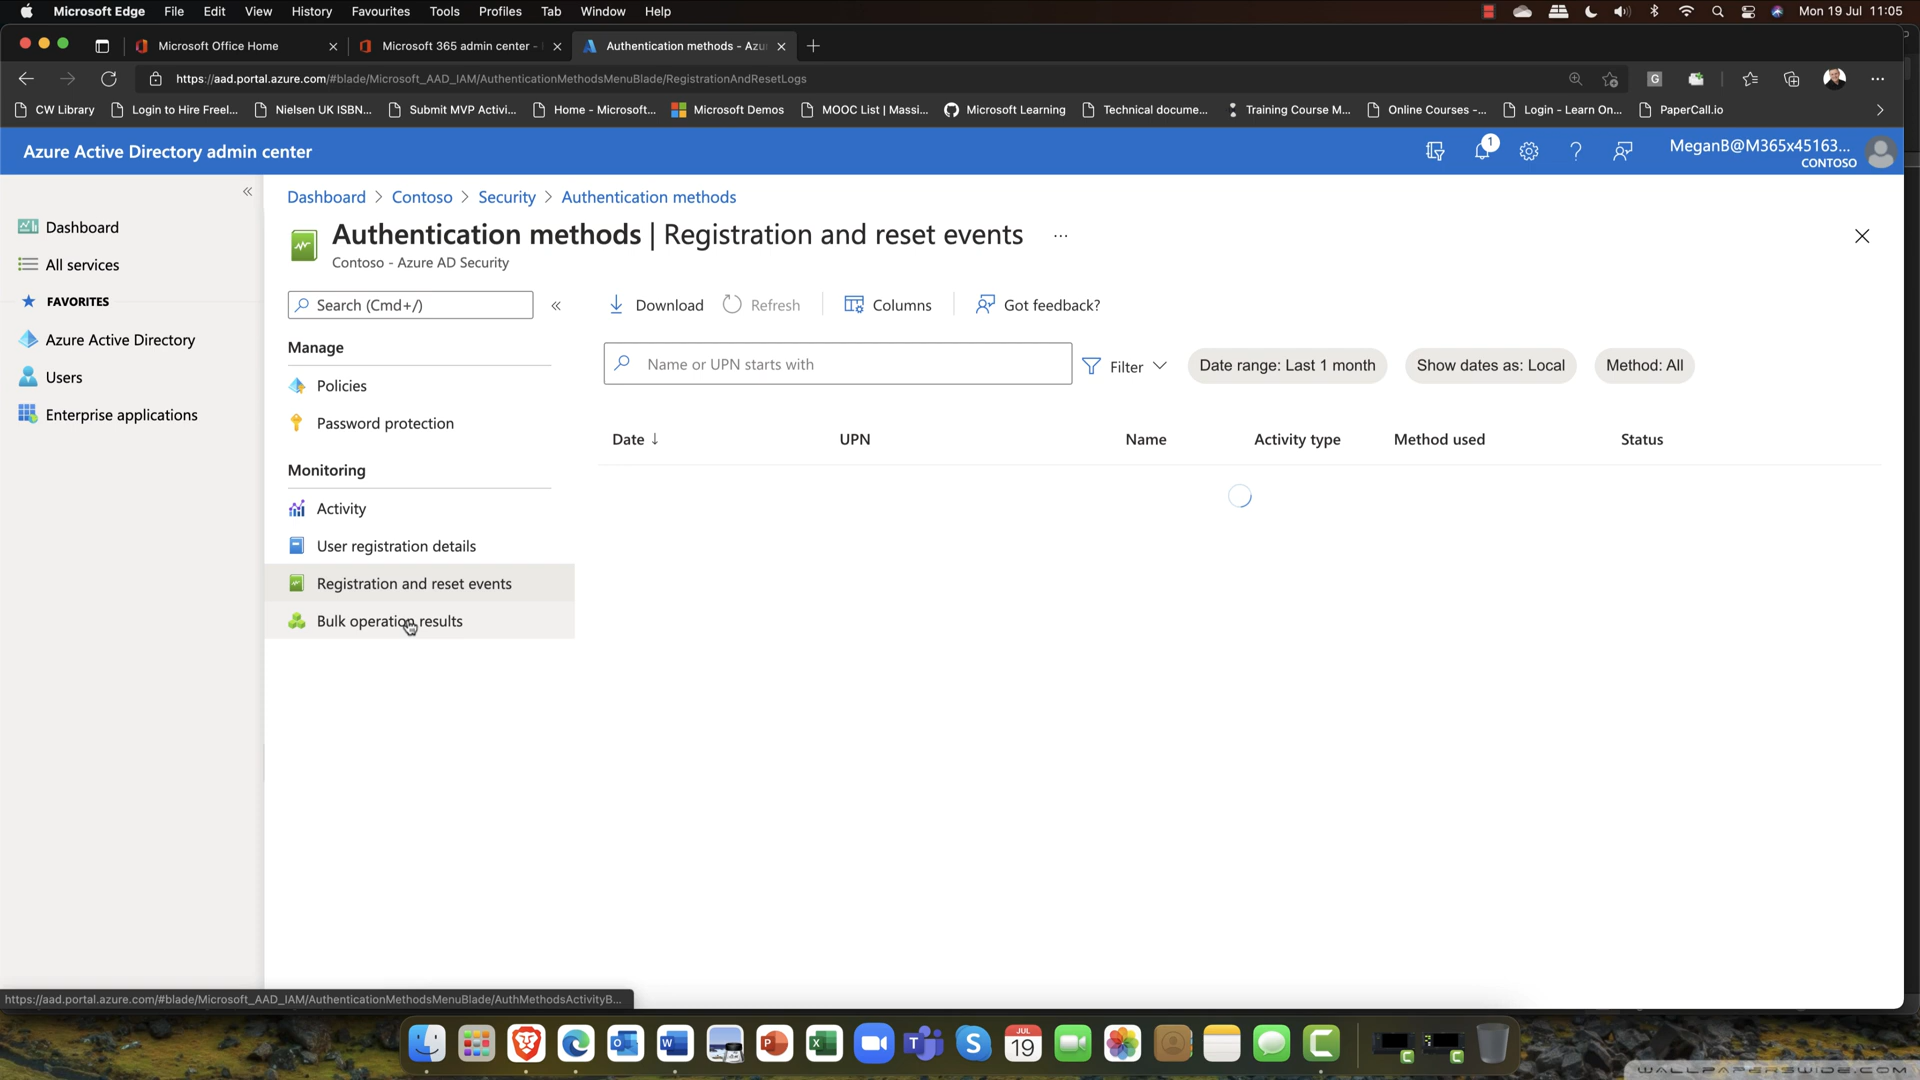 Microsoft Edge File Edit View History Favourites Tools Profiles Tab Window Help Mon 19 Jul 11:05
Microsoft Office Home Microsoft 365 admin center - Authentication methods - Azu
https://aad.portal.azure.com/#blade/Microsoft_AAD_IAM/AuthenticationMethodsMenuBlade/RegistrationAndResetLogs
CW Library Login to Hire Freel... Nielsen UK ISBN... Submit MVP Activi... Home - Microsoft... Microsoft Demos MOOC List | Massi... Microsoft Learning Technical docume... Training Course M... Online Courses -... Login - Learn On... PaperCall.io
Azure Active Directory admin center
1
MeganB@M365x45163...
CONTOSO
Dashboard
All services
FAVORITES
Azure Active Directory
Users
Enterprise applications
Dashboard > Contoso > Security > Authentication methods
Authentication methods | Registration and reset events ...
Contoso - Azure AD Security
Search (Cmd+/)
Manage
Policies
Password protection
Monitoring
Activity
User registration details
Registration and reset events
Bulk operation results
Download Refresh Columns Got feedback?
Name or UPN starts with Filter Date range: Last 1 month Show dates as: Local Method: All
Date ↓ UPN Name Activity type Method used Status
https://aad.portal.azure.com/#blade/Microsoft_AAD_IAM/AuthenticationMethodsMenuBlade/AuthMethodsActivityB...
JUL
19
WALLPAPERSWIDE.COM